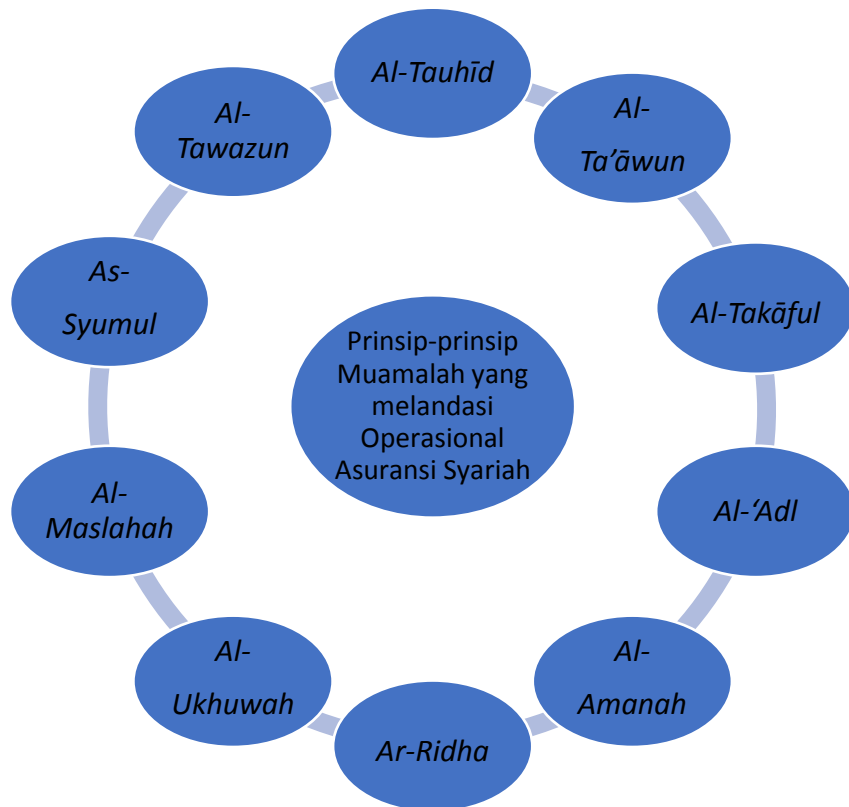 Al-Tauhīd
Al-
Ta’āwun
Al-Takāful
Al-‘Adl
Al-
Amanah
Ar-Ridha
Al-
Ukhuwah
Al-
Maslahah
As-
Syumul
Al-
Tawazun
Prinsip-prinsip
Muamalah yang
melandasi
Operasional
Asuransi Syariah